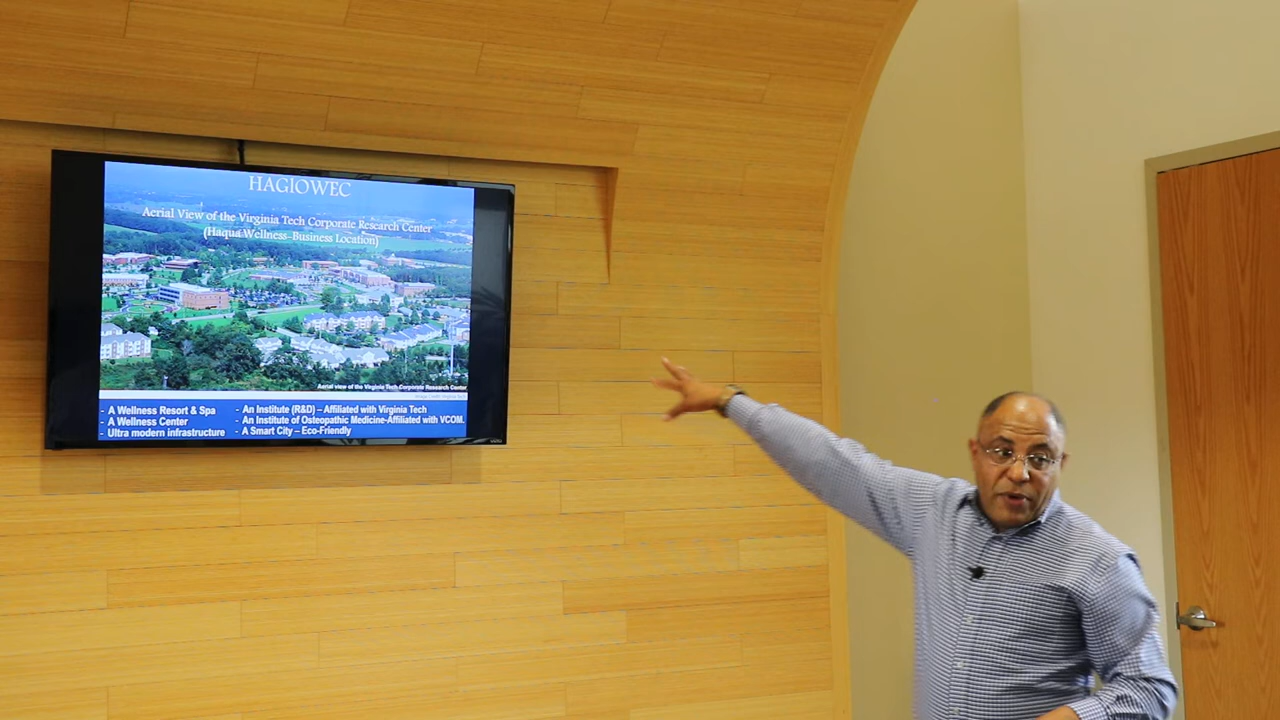 HAGIOWEC
Aerial View of the Virginia Tech Corporate Research Center
(Haqua Wellness-Business Location)
Aerial view of the Virginia Tech Corporate Research Center
- A Wellness Resort & Spa
- A Wellness Center
- Ultra modern infrastructure
- An Institute (R&D) – Affiliated with Virginia Tech
- An Institute of Osteopathic Medicine-Affiliated with VCOM.
- A Smart City – Eco-Friendly